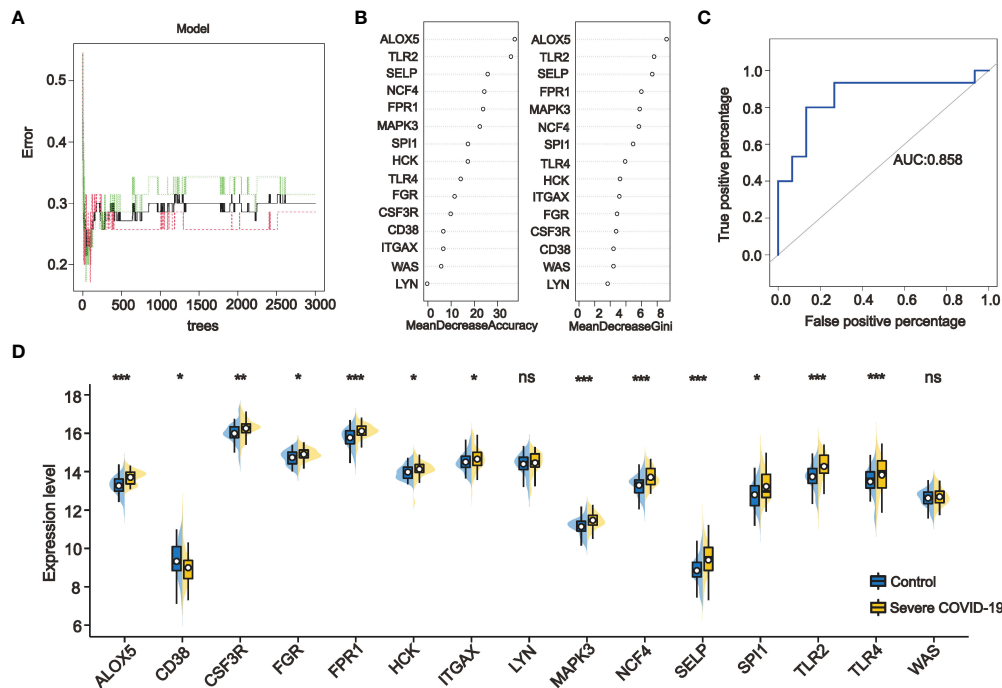 A
Model
Error
0.5
0.4
0.3
0.2
0 500 1000 1500 2000 2500 3000
trees
B
ALOX5
TLR2
SELP
NCF4
FPR1
MAPK3
SPI1
HCK
TLR4
FGR
CSF3R
CD38
ITGAX
WAS
LYN
0 10 20 30
MeanDecreaseAccuracy
ALOX5
TLR2
SELP
FPR1
MAPK3
NCF4
SPI1
TLR4
HCK
ITGAX
FGR
CSF3R
CD38
WAS
LYN
0 2 4 6 8
MeanDecreaseGini
C
True positive percentage
1.0
0.8
0.6
0.4
0.2
0.0
AUC:0.858
0.0 0.2 0.4 0.6 0.8 1.0
False positive percentage
D
*** * ** * *** * * ns *** *** *** * *** *** ns
Expression level
18
16
14
12
10
8
6
Control
Severe COVID-19
ALOX5 CD38 CSF3R FGR FPR1 HCK ITGAX LYN MAPK3 NCF4 SELP SPI1 TLR2 TLR4 WAS